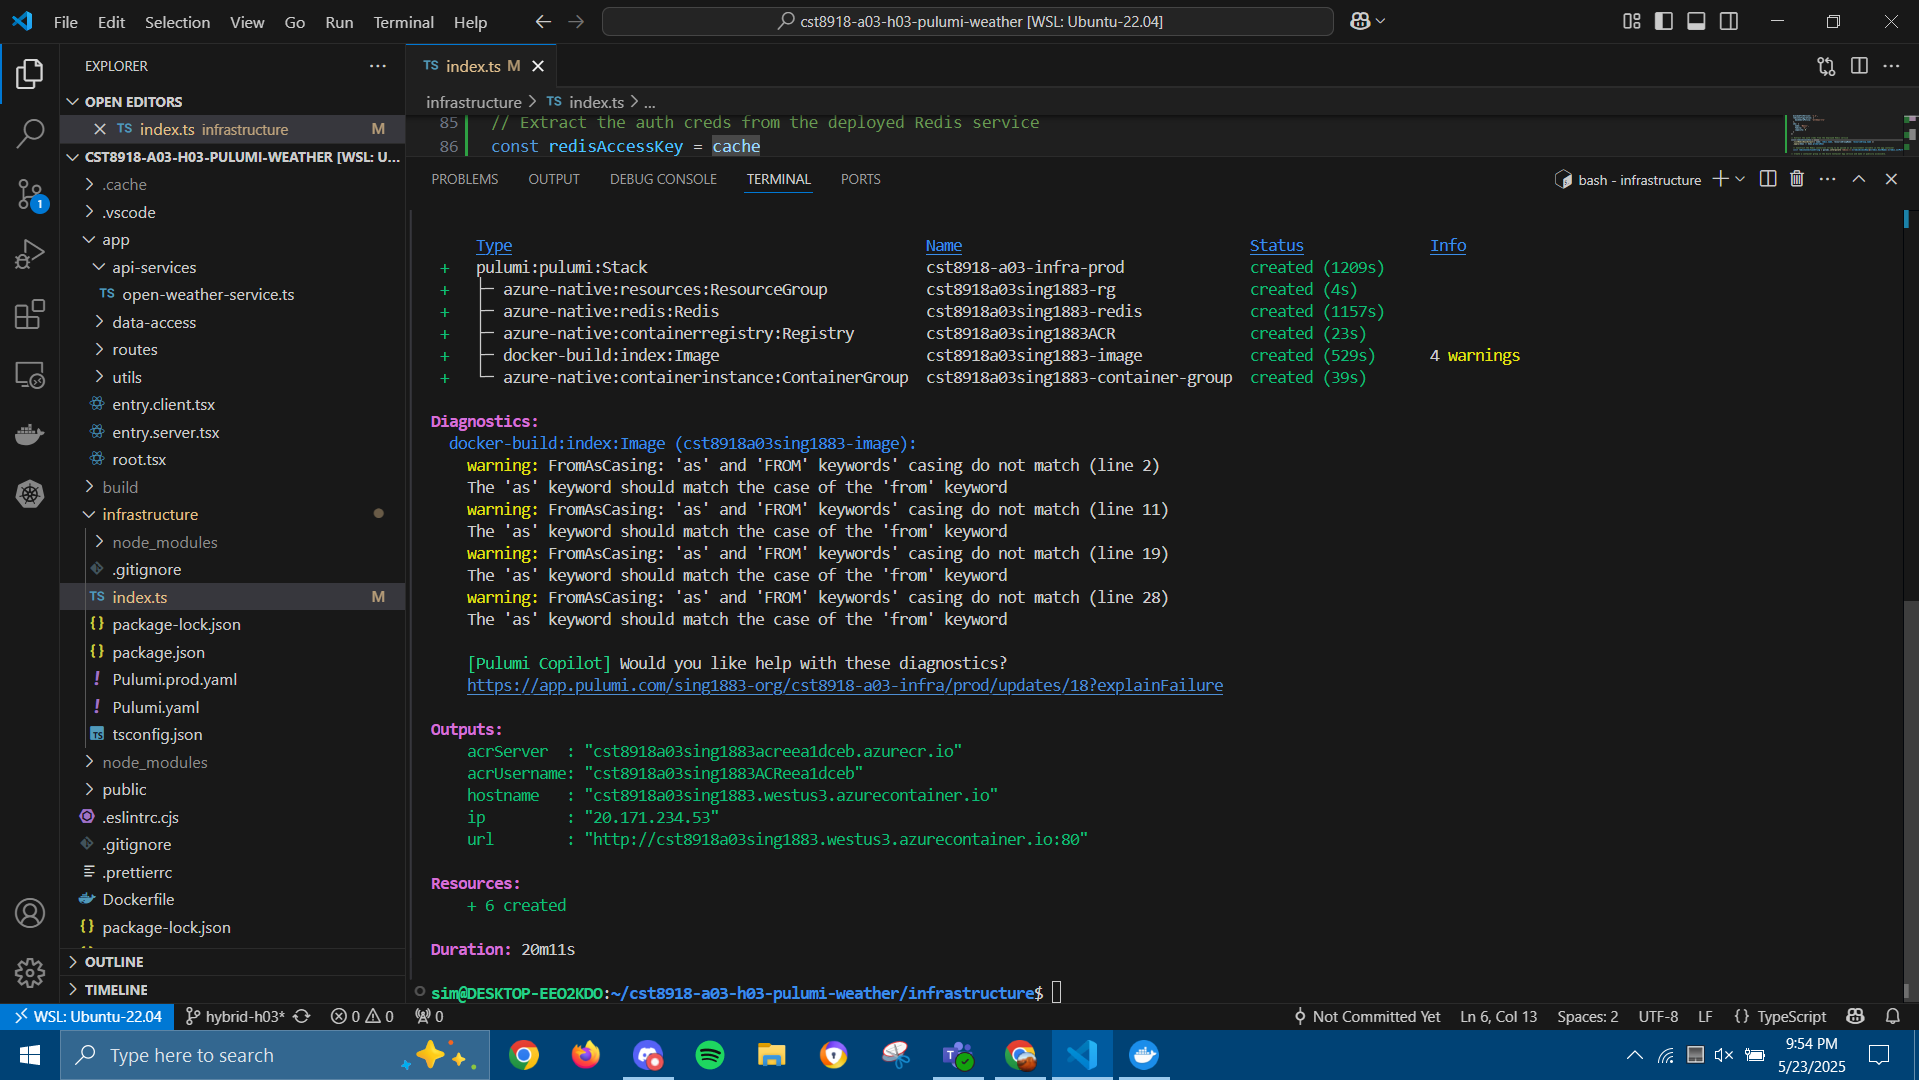 File Edit Selection View Go Run Terminal Help
cst8918-a03-h03-pulumi-weather [WSL: Ubuntu-22.04]
EXPLORER
OPEN EDITORS
TS index.ts infrastructure M
CST8918-A03-H03-PULUMI-WEATHER [WSL: U...
.cache
.vscode
app
api-services
TS open-weather-service.ts
data-access
routes
utils
entry.client.tsx
entry.server.tsx
root.tsx
build
infrastructure
node_modules
.gitignore
TS index.ts M
{} package-lock.json
{} package.json
! Pulumi.prod.yaml
! Pulumi.yaml
TS tsconfig.json
node_modules
public
.eslintrc.cjs
.gitignore
.prettierrc
Dockerfile
{} package-lock.json
OUTLINE
TIMELINE
1
TS index.ts M
infrastructure > TS index.ts > ...
85 // Extract the auth creds from the deployed Redis service
86 const redisAccessKey = cache
PROBLEMS OUTPUT DEBUG CONSOLE TERMINAL PORTS
bash - infrastructure
Type Name Status Info
+ pulumi:pulumi:Stack cst8918-a03-infra-prod created (1209s)
+ ├─ azure-native:resources:ResourceGroup cst8918a03sing1883-rg created (4s)
+ ├─ azure-native:redis:Redis cst8918a03sing1883-redis created (1157s)
+ ├─ azure-native:containerregistry:Registry cst8918a03sing1883ACR created (23s)
+ ├─ docker-build:index:Image cst8918a03sing1883-image created (529s) 4 warnings
+ └─ azure-native:containerinstance:ContainerGroup cst8918a03sing1883-container-group created (39s)
Diagnostics:
docker-build:index:Image (cst8918a03sing1883-image):
warning: FromAsCasing: 'as' and 'FROM' keywords' casing do not match (line 2)
The 'as' keyword should match the case of the 'from' keyword
warning: FromAsCasing: 'as' and 'FROM' keywords' casing do not match (line 11)
The 'as' keyword should match the case of the 'from' keyword
warning: FromAsCasing: 'as' and 'FROM' keywords' casing do not match (line 19)
The 'as' keyword should match the case of the 'from' keyword
warning: FromAsCasing: 'as' and 'FROM' keywords' casing do not match (line 28)
The 'as' keyword should match the case of the 'from' keyword
[Pulumi Copilot] Would you like help with these diagnostics?
https://app.pulumi.com/sing1883-org/cst8918-a03-infra/prod/updates/18?explainFailure
Outputs:
acrServer : "cst8918a03sing1883acreea1dceb.azurecr.io"
acrUsername: "cst8918a03sing1883ACReea1dceb"
hostname : "cst8918a03sing1883.westus3.azurecontainer.io"
ip : "20.171.234.53"
url : "http://cst8918a03sing1883.westus3.azurecontainer.io:80"
Resources:
+ 6 created
Duration: 20m11s
sim@DESKTOP-EEO2KDO:~/cst8918-a03-h03-pulumi-weather/infrastructure$
WSL: Ubuntu-22.04 hybrid-h03* 0 0 0 Not Committed Yet Ln 6, Col 13 Spaces: 2 UTF-8 LF {} TypeScript
Type here to search
9:54 PM
5/23/2025